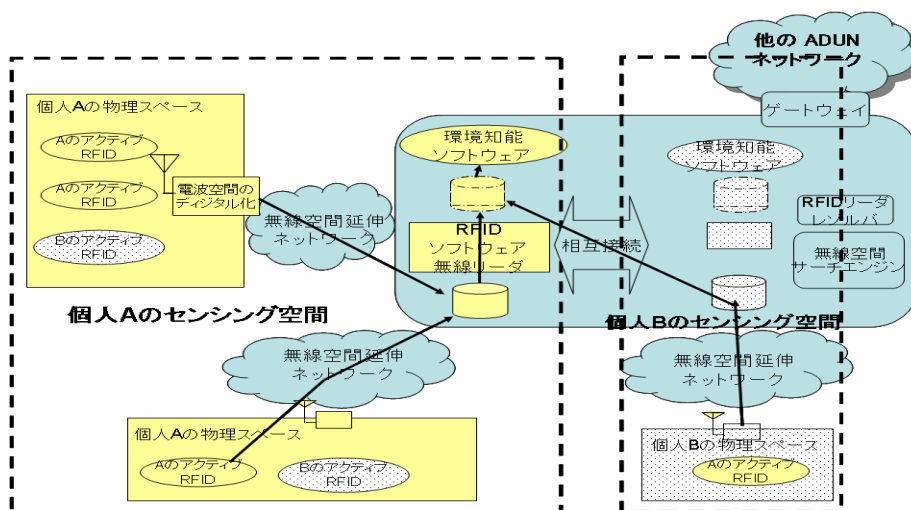 他の ADUN
ネットワーク
ゲートウェイ
個人Aの物理スペース
Aのアクティブ
RFID
Aのアクティブ
RFID
Bのアクティブ
RFID
電波空間の
ディジタル化
無線空間延伸
ネットワーク
環境知能
ソフトウェア
RFID
ソフトウェア
無線リーダ
相互接続
環境知能
ソフトウェア
RFIDリーダ
レゾルバ
無線空間
サーチエンジン
個人Aのセンシング空間
個人Bのセンシング空間
無線空間延伸
ネットワーク
無線空間延伸
ネットワーク
個人Aの物理スペース
Aのアクティブ
RFID
Bのアクティブ
RFID
個人Bの物理スペース
Aのアクティブ
RFID